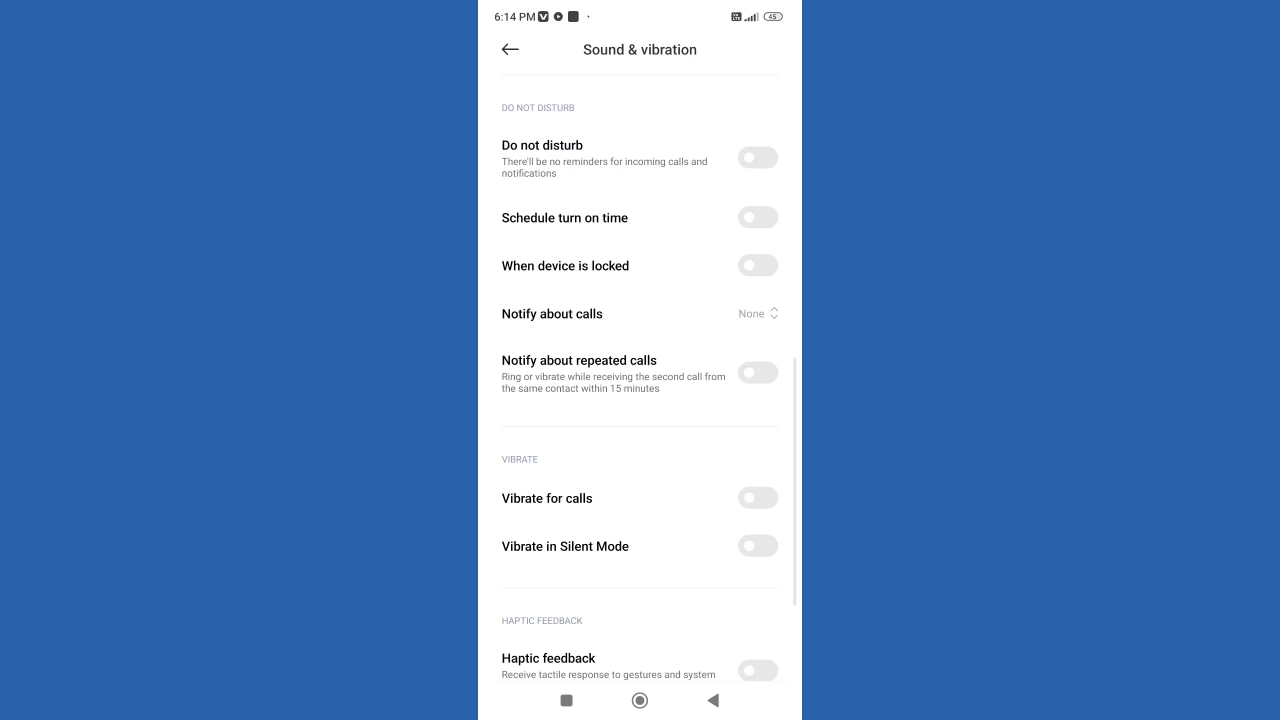 6:14 PM
45
Sound & vibration
DO NOT DISTURB
Do not disturb
There'll be no reminders for incoming calls and
notifications
Schedule turn on time
When device is locked
Notify about calls
None
Notify about repeated calls
Ring or vibrate while receiving the second call from
the same contact within 15 minutes
VIBRATE
Vibrate for calls
Vibrate in Silent Mode
HAPTIC FEEDBACK
Haptic feedback
Receive tactile response to gestures and system